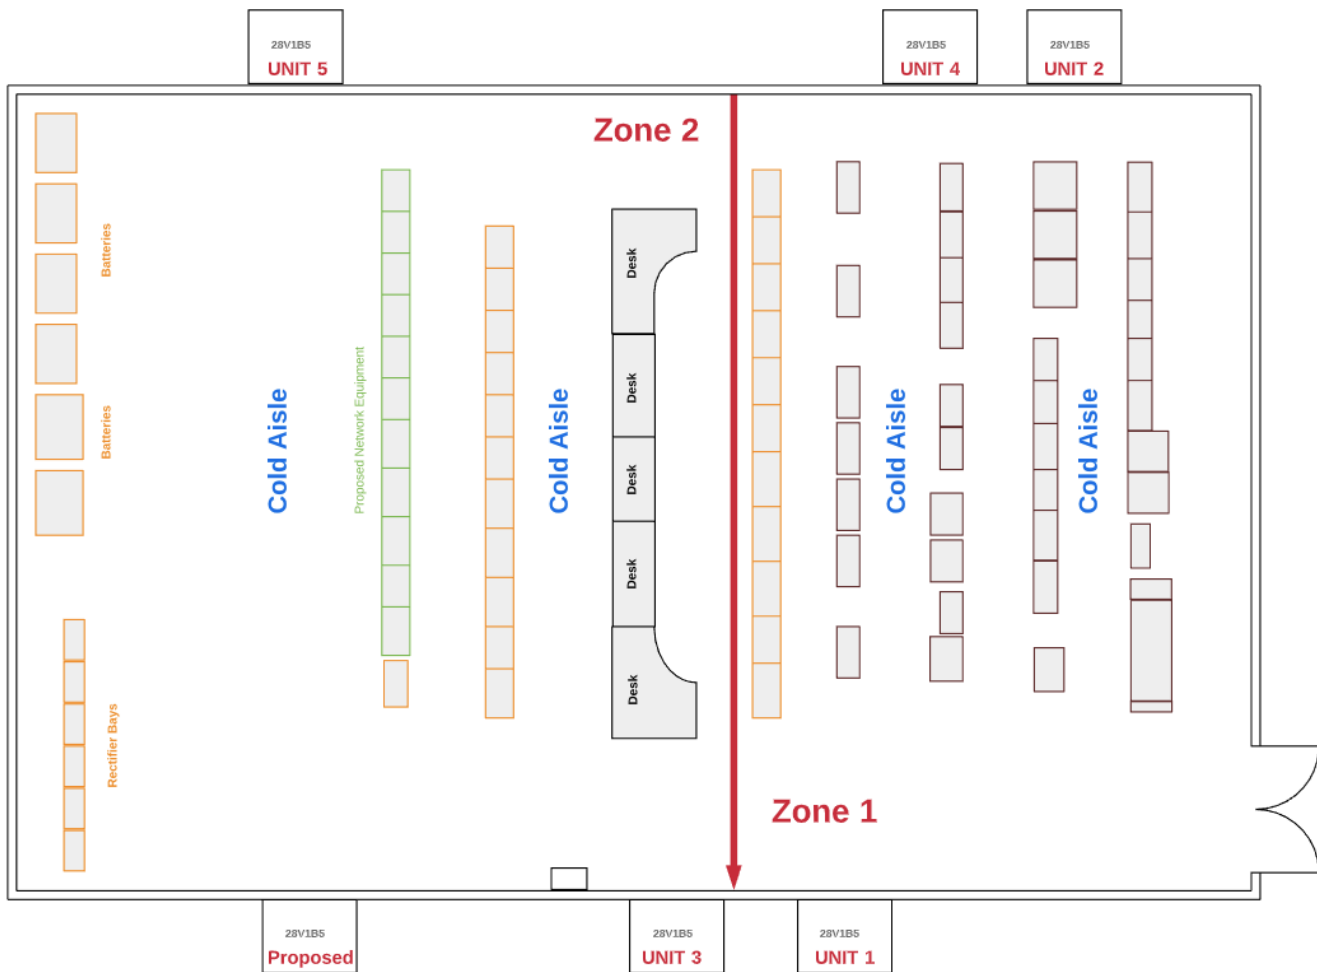 28V1B5
UNIT 5
28V1B5
UNIT 4
28V1B5
UNIT 2
Zone 2
Batteries
Batteries
Rectifier Bays
Cold Aisle
Proposed Network Equipment
Cold Aisle
Desk
Desk
Desk
Desk
Desk
Cold Aisle
Cold Aisle
Zone 1
28V1B5
Proposed
28V1B5
UNIT 3
28V1B5
UNIT 1